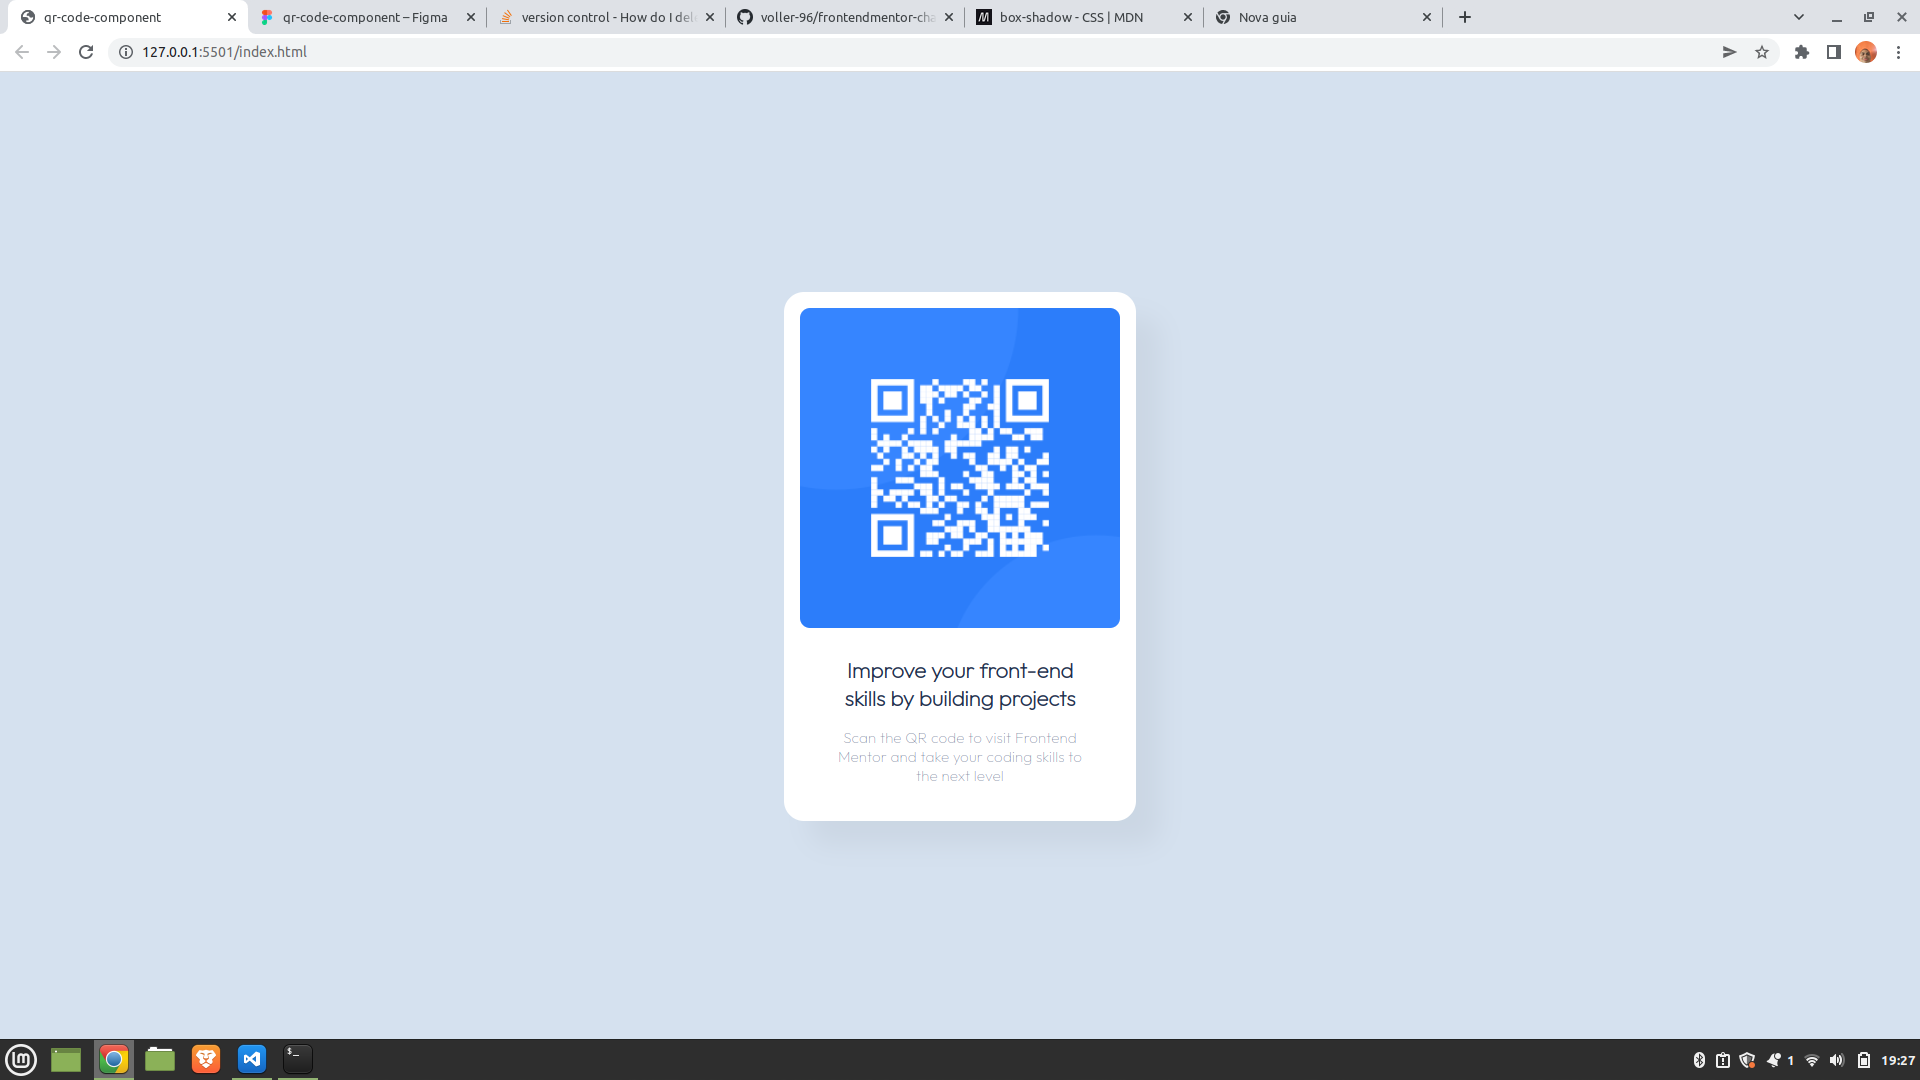 qr-code-component
qr-code-component – Figma
version control - How do I del
voller-96/frontendmentor-cha
box-shadow - CSS | MDN
Nova guia
127.0.0.1:5501/index.html
Improve your front-end
skills by building projects
Scan the QR code to visit Frontend
Mentor and take your coding skills to
the next level
1
19:27